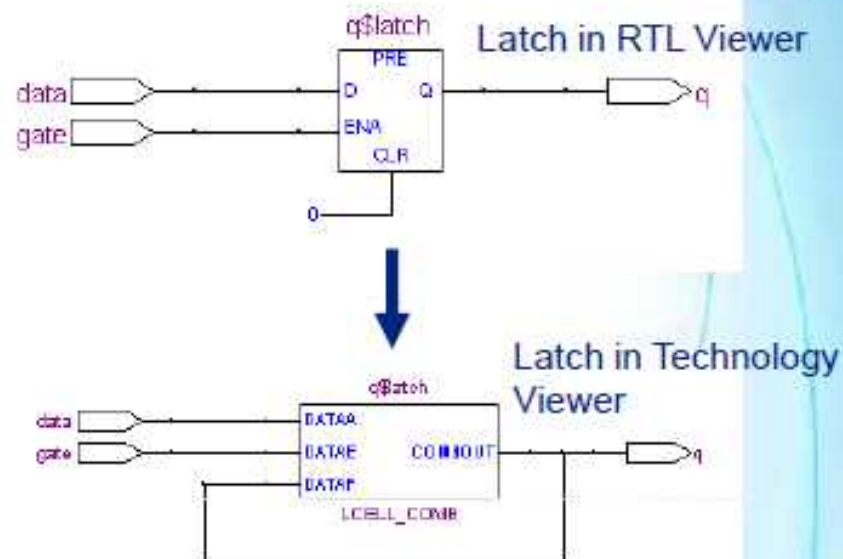 q$latch
Latch in RTL Viewer
PRE
data
D
Q
q
gate
ENA
CLR
0
Latch in Technology
Viewer
q$latch
data
DATAA
gate
DATAE
COMBOUT
q
DATAF
LCELL_COMB